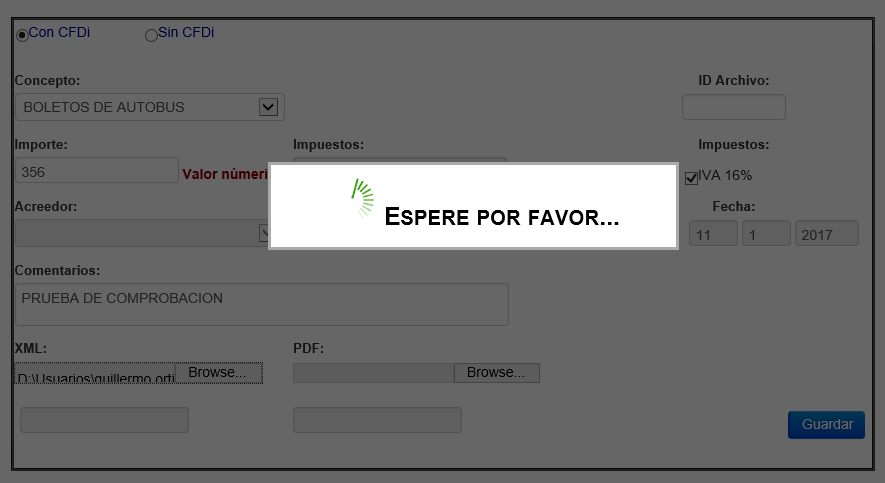 Con CFDi Sin CFDi
Concepto: ID Archivo:
BOLETOS DE AUTOBUS
Importe: Impuestos: Impuestos:
356 Valor númeri IVA 16%
Acreedor: Fecha:
ESPERE POR FAVOR...
11 1 2017
Comentarios:
PRUEBA DE COMPROBACION
XML: PDF:
D:\Usuarios\guillermo.orti Browse... Browse...
Guardar